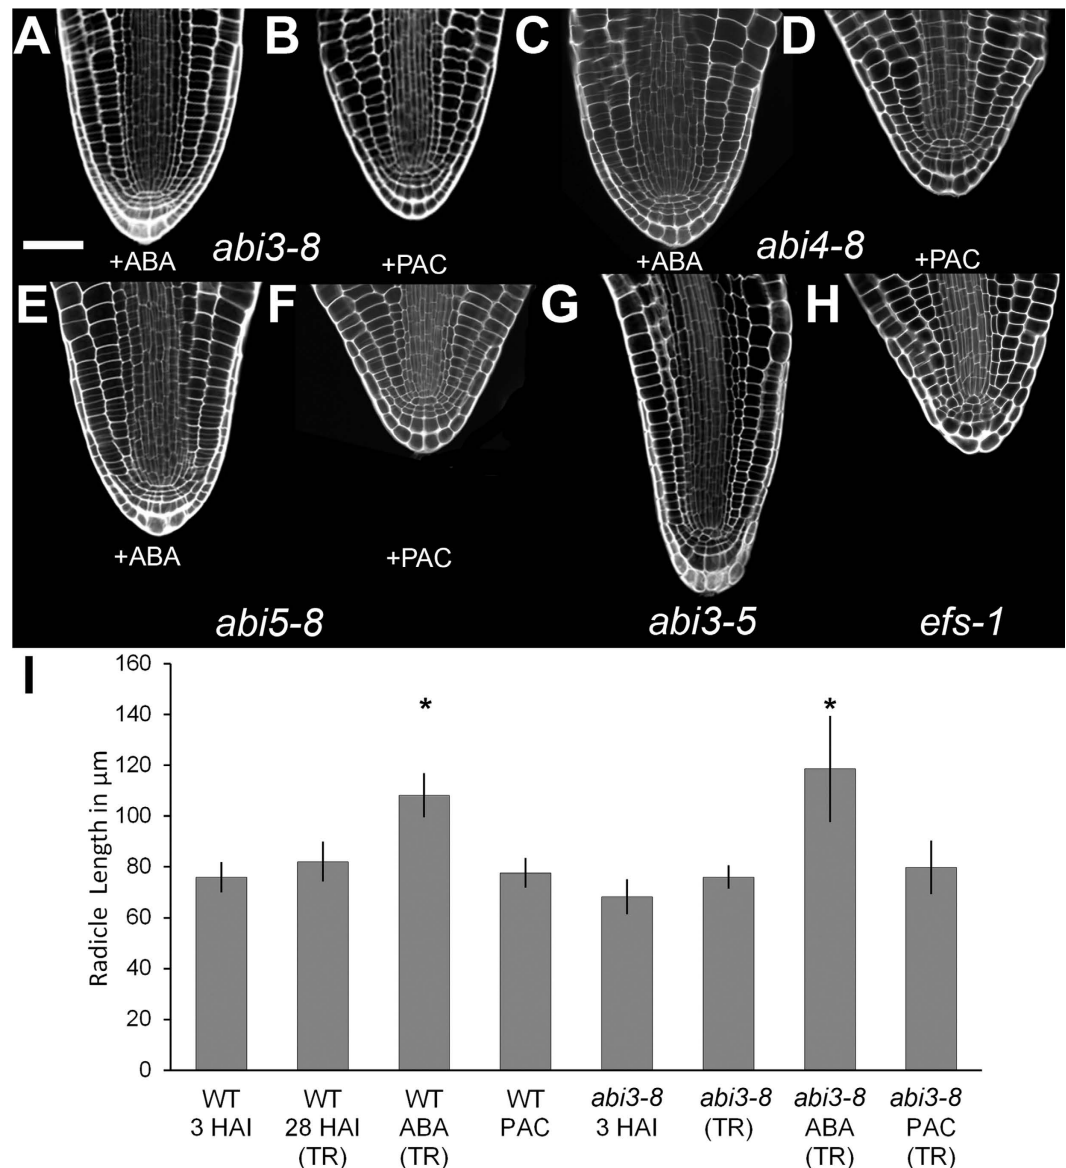 A B C D
+ABA abi3-8 +PAC +ABA abi4-8 +PAC
E F G H
+ABA +PAC
abi5-8 abi3-5 efs-1
I
160
140
120
100
80
60
40
20
0
Radicle Length in µm
* *
WT WT WT WT abi3-8 abi3-8 abi3-8 abi3-8
3 HAI 28 HAI ABA PAC 3 HAI (TR) ABA PAC
(TR) (TR) (TR) (TR)